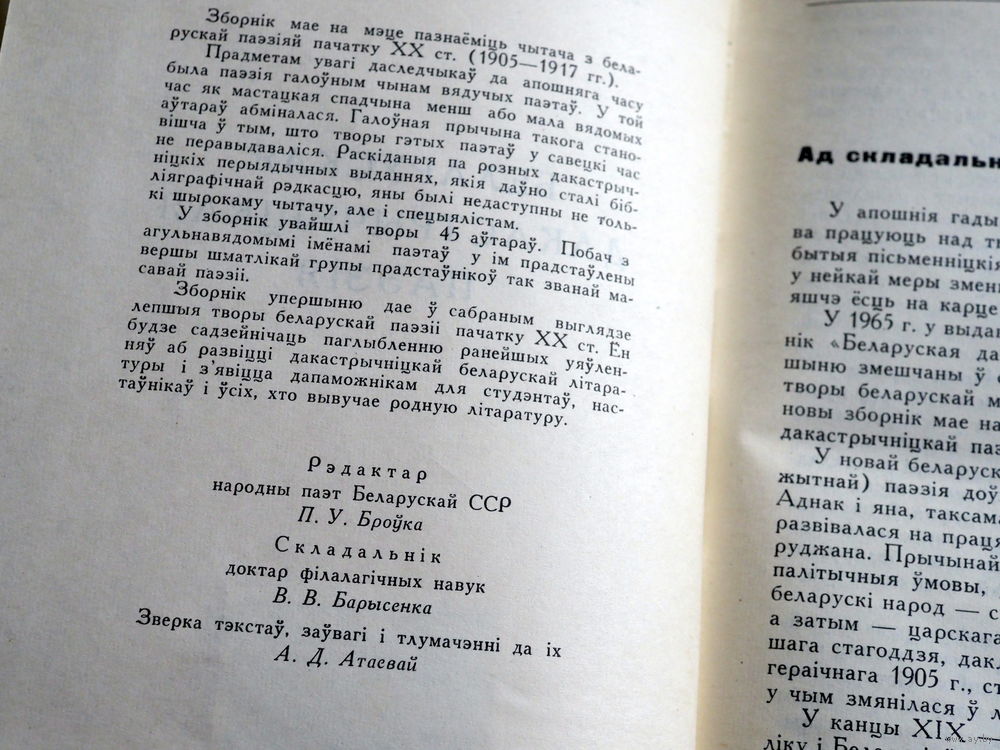 Зборнік мае на мэце пазнаёміць чытача з бела-
рускай паэзіяй пачатку XX ст. (1905—1917 гг.).
Прадметам увагі даследчыкаў да апошняга часу
была паэзія галоўным чынам вядучых паэтаў. У той
час як мастацкая спадчына менш або мала вядомых
аўтараў абміналася. Галоўная прычына такога стано-
вішча ў тым, што творы гэтых паэтаў у савецкі час
не перавыдаваліся. Раскіданыя па розных дакастрыч-
ніцкіх перыядычных выданнях, якія даўно сталі біб-
ліяграфічнай рэдкасцю, яны былі недаступны не толь-
кі шырокаму чытачу, але і спецыялістам.
У зборнік увайшлі творы 45 аўтараў. Побач з
агульнавядомымі імёнамі паэтаў у ім прадстаўлены
вершы шматлікай групы прадстаўнікоў так званай ма-
савай паэзіі.
Зборнік упершыню дае ў сабраным выглядзе
лепшыя творы беларускай паэзіі пачатку XX ст. Ён
будзе садзейнічаць паглыбленню ранейшых уяўлен-
няў аб развіцці дакастрычніцкай беларускай літара-
туры і з'явіцца дапаможнікам для студэнтаў, нас-
таўнікаў і ўсіх, хто вывучае родную літаратуру.
Рэдактар
народны паэт Беларускай ССР
П. У. Броўка
Складальнік
доктар філалагічных навук
В. В. Барысенка
Зверка тэкстаў, заўвагі і тлумачэнні да іх
А. Д. Атаевай
Ад складальн
У апошнія гады
ва працуюць над
бытыя пісьменніцкія
у нейкай меры змен
яшчэ ёсць на карце
У 1965 г. у выда
нік «Беларуская да
шыню змешчаны ў
творы беларускай м
новы зборнік мае на
дакастрычніцкай паэ
У новай беларуск
жытнай) паэзія доў
Аднак і яна, таксама
развівалася на праця
руджана. Прычынай
палітычныя ўмовы,
беларускі народ — с
а затым — царскага
шага стагоддзя, дакл
гераічнага 1905 г., ст
у чым змянілася ў л
У канцы XIX —
ліку і